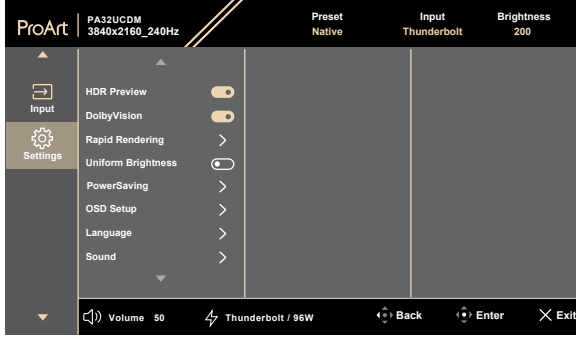 ProArt
PA32UCDM
3840x2160_240Hz
Preset
Native
Input
Thunderbolt
Brightness
200
Input
Settings
HDR Preview
DolbyVision
Rapid Rendering
Uniform Brightness
PowerSaving
OSD Setup
Language
Sound
Volume 50
Thunderbolt / 96W
Back
Enter
Exit